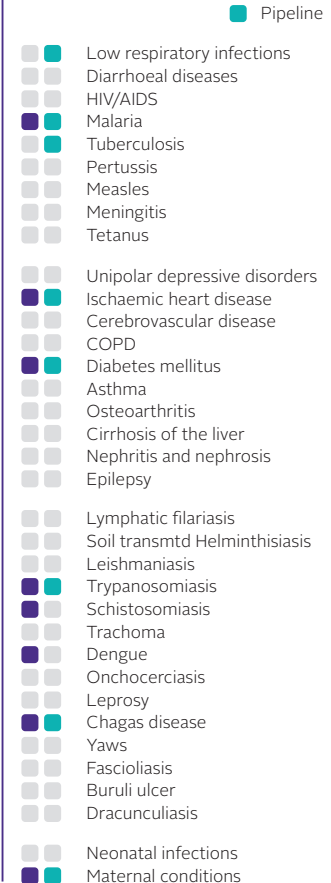 Pipeline
Low respiratory infections
Diarrhoeal diseases
HIV/AIDS
Malaria
Tuberculosis
Pertussis
Measles
Meningitis
Tetanus
Unipolar depressive disorders
Ischaemic heart disease
Cerebrovascular disease
COPD
Diabetes mellitus
Asthma
Osteoarthritis
Cirrhosis of the liver
Nephritis and nephrosis
Epilepsy
Lymphatic filariasis
Soil transmtd Helminthisiasis
Leishmaniasis
Trypanosomiasis
Schistosomiasis
Trachoma
Dengue
Onchocerciasis
Leprosy
Chagas disease
Yaws
Fascioliasis
Buruli ulcer
Dracunculiasis
Neonatal infections
Maternal conditions